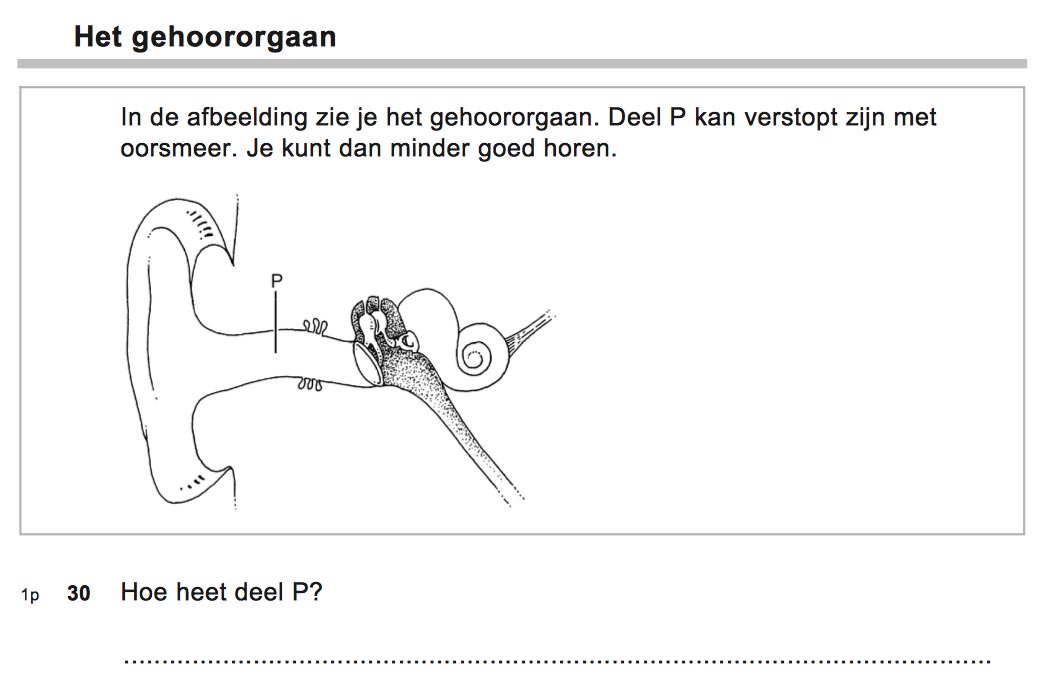 Het gehoororgaan
In de afbeelding zie je het gehoororgaan. Deel P kan verstopt zijn met
oorsmeer. Je kunt dan minder goed horen.
P
1p 30 Hoe heet deel P?